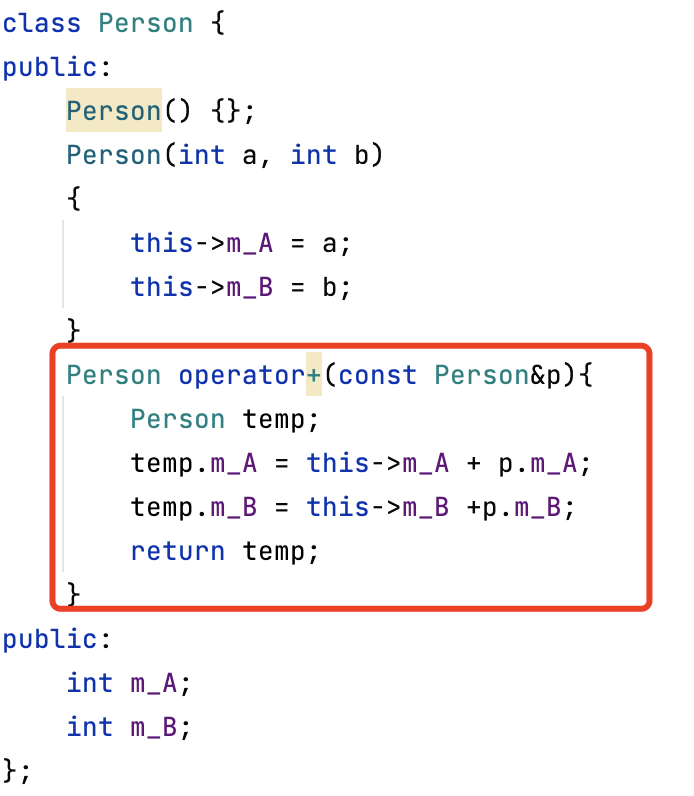 class Person {
public:
    Person() {};
    Person(int a, int b)
    {
        this->m_A = a;
        this->m_B = b;
    }
    Person operator+(const Person&p){
        Person temp;
        temp.m_A = this->m_A + p.m_A;
        temp.m_B = this->m_B +p.m_B;
        return temp;
    }
public:
    int m_A;
    int m_B;
};